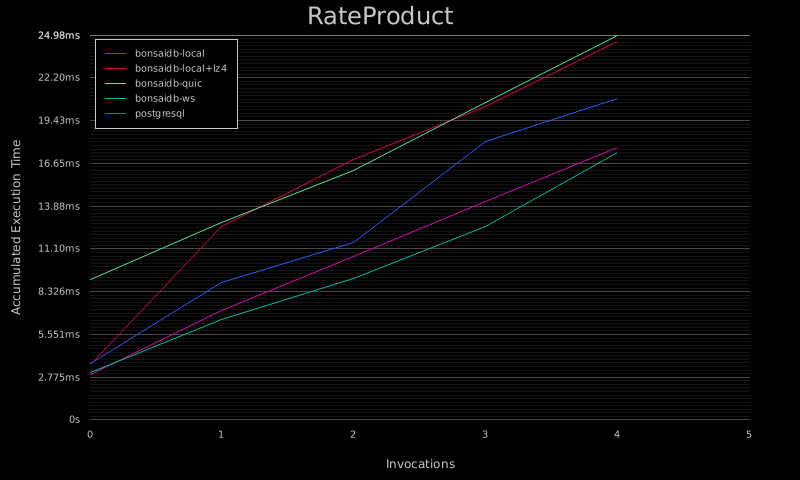 RateProduct
24.98ms
22.20ms
19.43ms
16.65ms
13.88ms
11.10ms
8.326ms
5.551ms
2.775ms
0s
bonsaidb-local
bonsaidb-local+lz4
bonsaidb-quic
bonsaidb-ws
postgresql
Accumulated Execution Time
0 1 2 3 4 5
Invocations